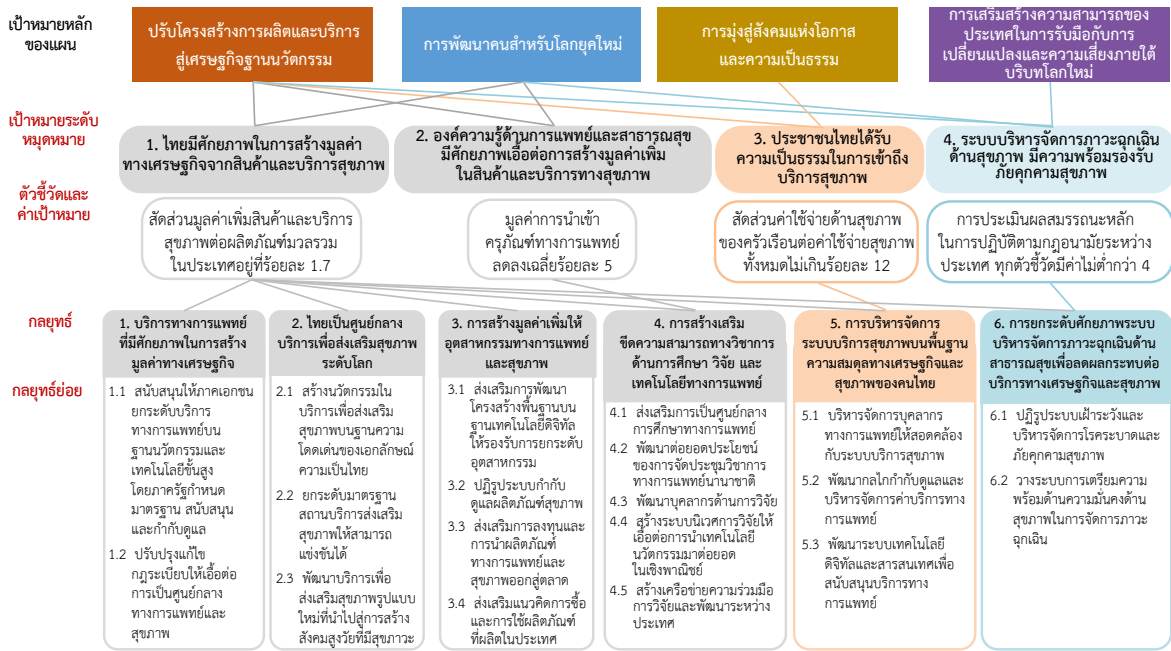 เป้าหมายหลัก
ของแผน
ปรับโครงสร้างการผลิตและบริการ
สู่เศรษฐกิจฐานนวัตกรรม
การพัฒนาคนสำหรับโลกยุคใหม่
การมุ่งสู่สังคมแห่งโอกาส
และความเป็นธรรม
การเสริมสร้างความสามารถของ
ประเทศในการรับมือกับการ
เปลี่ยนแปลงและความเสี่ยงภายใต้
บริบทโลกใหม่
เป้าหมายระดับ
หมุดหมาย
1. ไทยมีศักยภาพในการสร้างมูลค่า
ทางเศรษฐกิจจากสินค้าและบริการสุขภาพ
2. องค์ความรู้ด้านการแพทย์และสาธารณสุข
มีศักยภาพเอื้อต่อการสร้างมูลค่าเพิ่ม
ในสินค้าและบริการทางสุขภาพ
3. ประชาชนไทยได้รับ
ความเป็นธรรมในการเข้าถึง
บริการสุขภาพ
4. ระบบบริหารจัดการภาวะฉุกเฉิน
ด้านสุขภาพ มีความพร้อมรองรับ
ภัยคุกคามสุขภาพ
ตัวชี้วัดและ
ค่าเป้าหมาย
สัดส่วนมูลค่าเพิ่มสินค้าและบริการ
สุขภาพต่อผลิตภัณฑ์มวลรวม
ในประเทศอยู่ที่ร้อยละ 1.7
มูลค่าการนำเข้า
ครุภัณฑ์ทางการแพทย์
ลดลงเฉลี่ยร้อยละ 5
สัดส่วนค่าใช้จ่ายด้านสุขภาพ
ของครัวเรือนต่อค่าใช้จ่ายสุขภาพ
ทั้งหมดไม่เกินร้อยละ 12
การประเมินผลสมรรถนะหลัก
ในการปฏิบัติตามกฎอนามัยระหว่าง
ประเทศ ทุกตัวชี้วัดมีค่าไม่ต่ำกว่า 4
กลยุทธ์
1. บริการทางการแพทย์
ที่มีศักยภาพในการสร้าง
มูลค่าทางเศรษฐกิจ
2. ไทยเป็นศูนย์กลาง
บริการเพื่อส่งเสริมสุขภาพ
ระดับโลก
3. การสร้างมูลค่าเพิ่มให้
อุตสาหกรรมทางการแพทย์
และสุขภาพ
4. การสร้างเสริม
ขีดความสามารถทางวิชาการ
ด้านการศึกษา วิจัย และ
เทคโนโลยีทางการแพทย์
5. การบริหารจัดการ
ระบบบริการสุขภาพบนพื้นฐาน
ความสมดุลทางเศรษฐกิจและ
สุขภาพของคนไทย
6. การยกระดับศักยภาพระบบ
บริหารจัดการภาวะฉุกเฉินด้าน
สาธารณสุขเพื่อลดผลกระทบต่อ
บริการทางเศรษฐกิจและสุขภาพ
กลยุทธ์ย่อย
1.1 สนับสนุนให้ภาคเอกชน
ยกระดับบริการ
ทางการแพทย์บน
ฐานนวัตกรรมและ
เทคโนโลยีขั้นสูง
โดยภาครัฐกำหนด
มาตรฐาน สนับสนุน
และกำกับดูแล
1.2 ปรับปรุงแก้ไข
กฎระเบียบให้เอื้อต่อ
การเป็นศูนย์กลาง
ทางการแพทย์และ
สุขภาพ
2.1 สร้างนวัตกรรมใน
บริการเพื่อส่งเสริม
สุขภาพบนฐานความ
โดดเด่นของเอกลักษณ์
ความเป็นไทย
2.2 ยกระดับมาตรฐาน
สถานบริการส่งเสริม
สุขภาพให้สามารถ
แข่งขันได้
2.3 พัฒนาบริการเพื่อ
ส่งเสริมสุขภาพรูปแบบ
ใหม่ที่นำไปสู่การสร้าง
สังคมสูงวัยที่มีสุขภาวะ
3.1 ส่งเสริมการพัฒนา
โครงสร้างพื้นฐานบน
ฐานเทคโนโลยีดิจิทัล
ให้รองรับการยกระดับ
อุตสาหกรรม
3.2 ปฏิรูประบบกำกับ
ดูแลผลิตภัณฑ์สุขภาพ
3.3 ส่งเสริมการลงทุนและ
การนำผลิตภัณฑ์
ทางการแพทย์และ
สุขภาพออกสู่ตลาด
3.4 ส่งเสริมแนวคิดการซื้อ
และการใช้ผลิตภัณฑ์
ที่ผลิตในประเทศ
4.1 ส่งเสริมการเป็นศูนย์กลาง
การศึกษาทางการแพทย์
4.2 พัฒนาต่อยอดประโยชน์
ของการจัดประชุมวิชาการ
ทางการแพทย์นานาชาติ
4.3 พัฒนาบุคลากรด้านการวิจัย
4.4 สร้างระบบนิเวศการวิจัยให้
เอื้อต่อการนำเทคโนโลยี
นวัตกรรมมาต่อยอด
ในเชิงพาณิชย์
4.5 สร้างเครือข่ายความร่วมมือ
การวิจัยและพัฒนาระหว่าง
ประเทศ
5.1 บริหารจัดการบุคลากร
ทางการแพทย์ให้สอดคล้อง
กับระบบบริการสุขภาพ
5.2 พัฒนากลไกกำกับดูแลและ
บริหารจัดการค่าบริการทาง
การแพทย์
5.3 พัฒนาระบบเทคโนโลยี
ดิจิทัลและสารสนเทศเพื่อ
สนับสนุนบริการทาง
การแพทย์
6.1 ปฏิรูประบบเฝ้าระวังและ
บริหารจัดการโรคระบาดและ
ภัยคุกคามสุขภาพ
6.2 วางระบบการเตรียมความ
พร้อมด้านความมั่นคงด้าน
สุขภาพในการจัดการภาวะ
ฉุกเฉิน